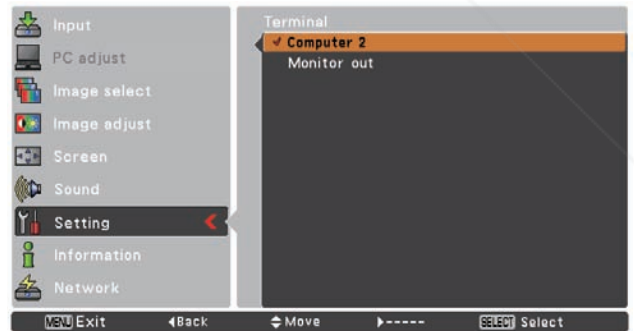 Input
PC adjust
Image select
Image adjust
Screen
Sound
Setting
Information
Network
Terminal
✔ Computer 2
Monitor out
MENU Exit ◀Back ◆Move ▶----- SELECT Select